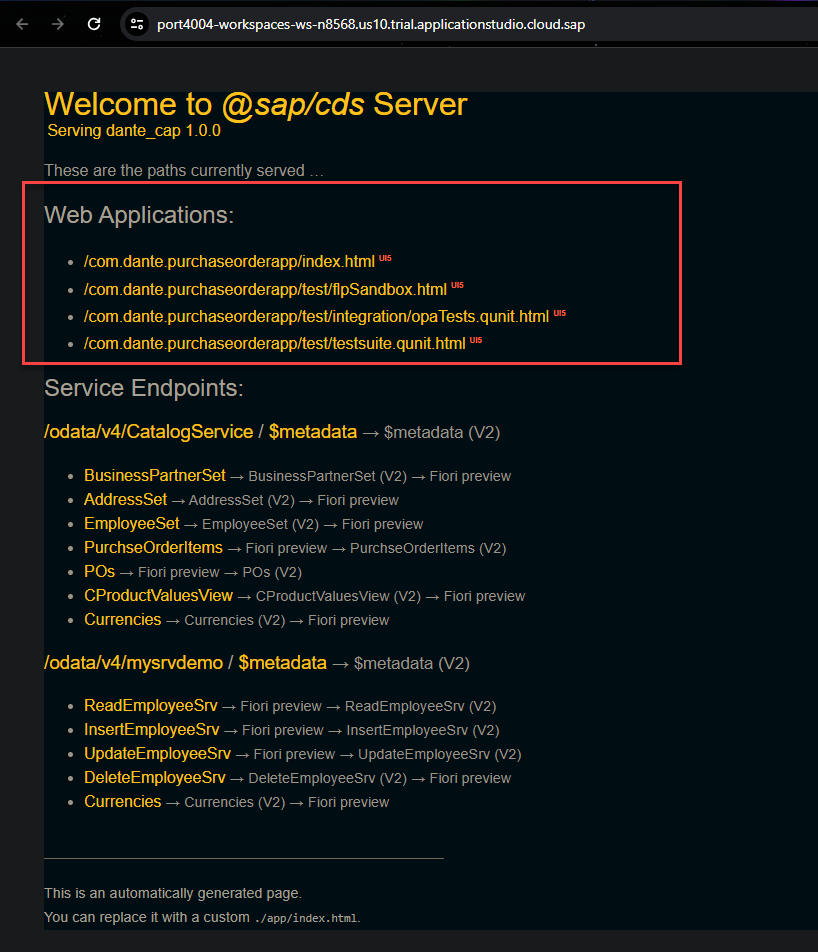 port4004-workspaces-ws-n8568.us10.trial.applicationstudio.cloud.sap
Welcome to @sap/cds Server
Serving dante_cap 1.0.0
These are the paths currently served …
Web Applications:
/com.dante.purchaseorderapp/index.html UI5
/com.dante.purchaseorderapp/test/flpSandbox.html UI5
/com.dante.purchaseorderapp/test/integration/opaTests.qunit.html UI5
/com.dante.purchaseorderapp/test/testsuite.qunit.html UI5
Service Endpoints:
/odata/v4/CatalogService / $metadata → $metadata (V2)
BusinessPartnerSet → BusinessPartnerSet (V2) → Fiori preview
AddressSet → AddressSet (V2) → Fiori preview
EmployeeSet → EmployeeSet (V2) → Fiori preview
PurchseOrderItems → Fiori preview → PurchseOrderItems (V2)
POs → Fiori preview → POs (V2)
CProductValuesView → CProductValuesView (V2) → Fiori preview
Currencies → Currencies (V2) → Fiori preview
/odata/v4/mysrvdemo / $metadata → $metadata (V2)
ReadEmployeeSrv → Fiori preview → ReadEmployeeSrv (V2)
InsertEmployeeSrv → Fiori preview → InsertEmployeeSrv (V2)
UpdateEmployeeSrv → Fiori preview → UpdateEmployeeSrv (V2)
DeleteEmployeeSrv → DeleteEmployeeSrv (V2) → Fiori preview
Currencies → Currencies (V2) → Fiori preview
This is an automatically generated page.
You can replace it with a custom ./app/index.html.